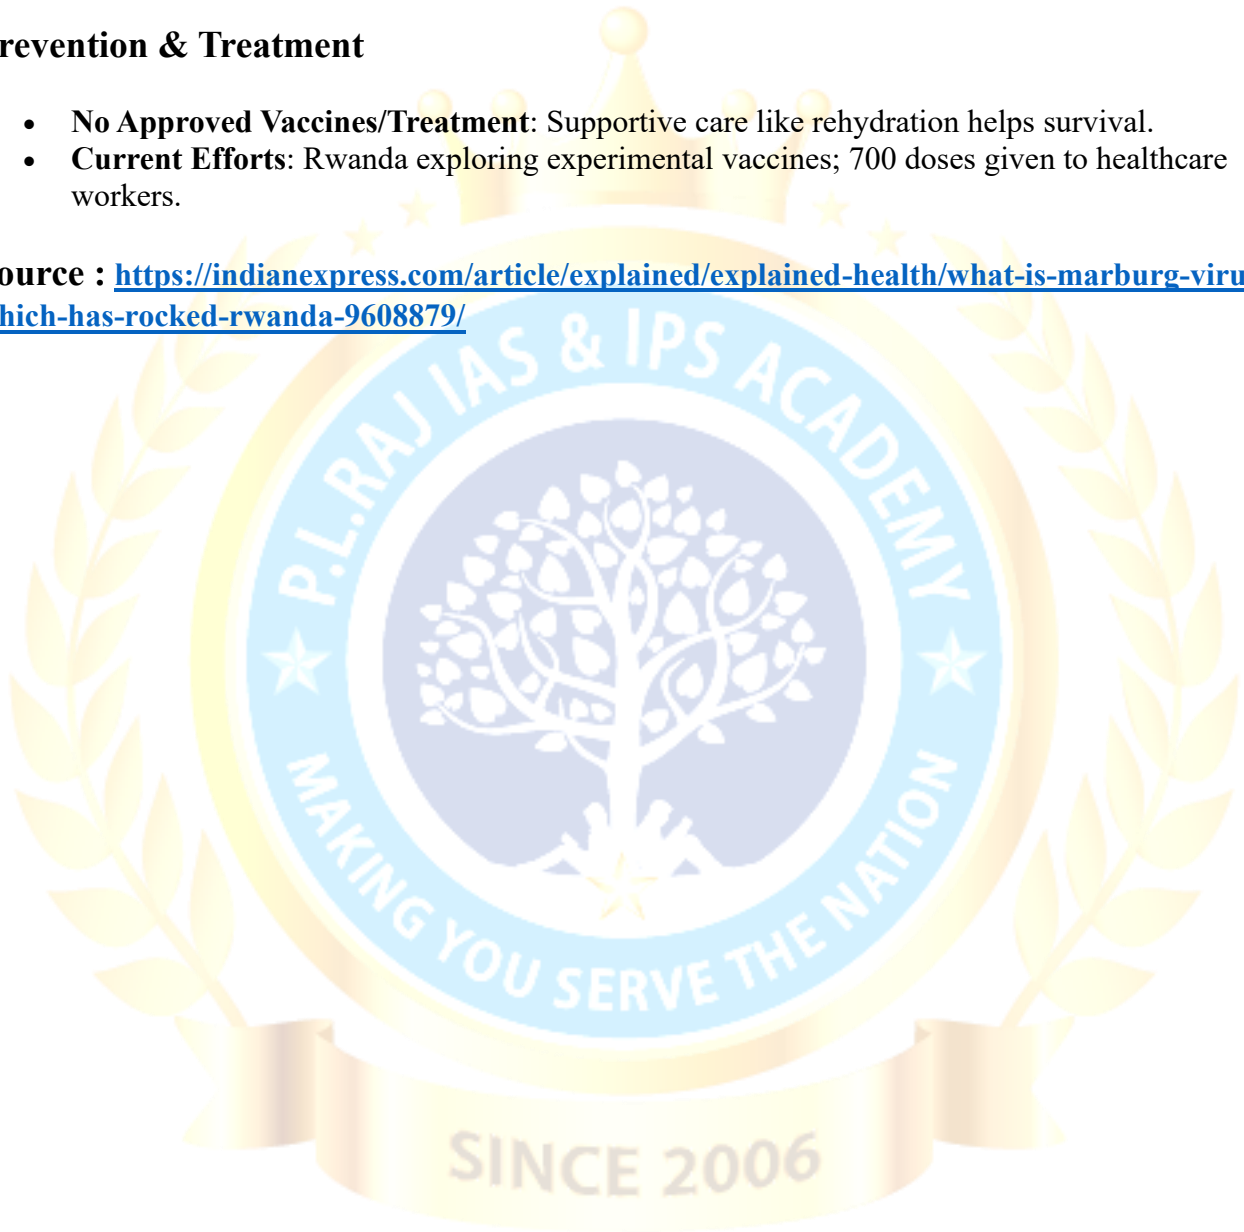 revention & Treatment
• No Approved Vaccines/Treatment: Supportive care like rehydration helps survival.
• Current Efforts: Rwanda exploring experimental vaccines; 700 doses given to healthcare
workers.
ource : https://indianexpress.com/article/explained/explained-health/what-is-marburg-viru
hich-has-rocked-rwanda-9608879/
P.L.RAJ IAS & IPS ACADEMY
MAKING YOU SERVE THE NATION
SINCE 2006